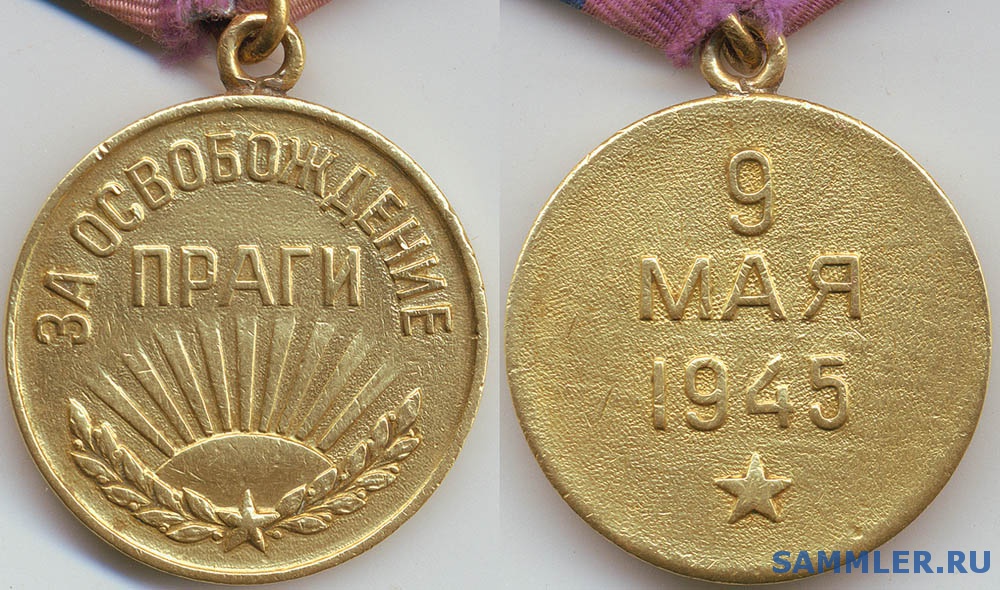 ЗА ОСВОБОЖДЕНИЕ
ПРАГИ
9
МАЯ
1945
SAMMLER.RU